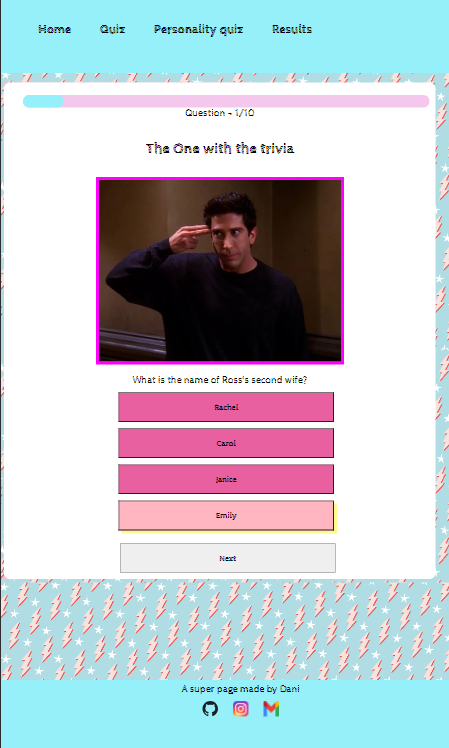 Home Quiz Personality quiz Results
Question - 1/10
The One with the trivia
What is the name of Ross's second wife?
Rachel
Carol
Janice
Emily
Next
A super page made by Dani